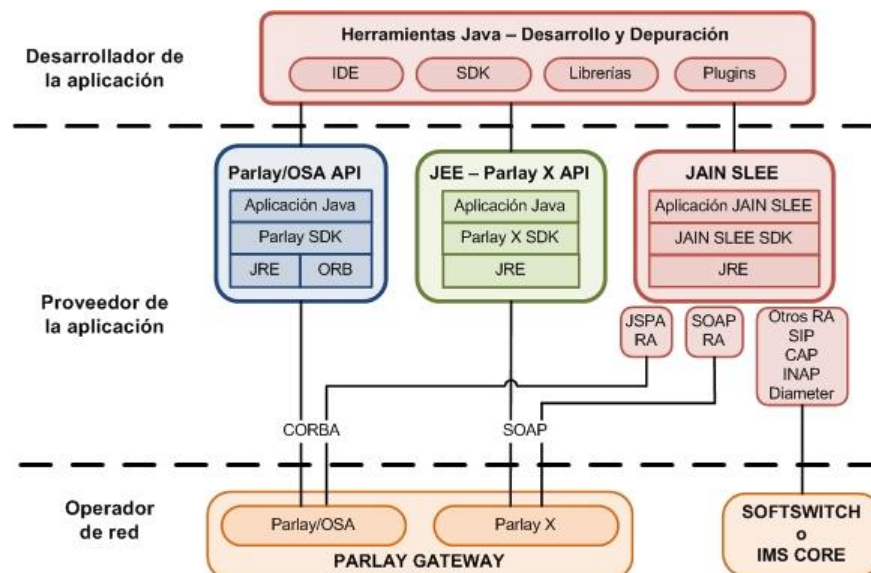 Herramientas Java – Desarrollo y Depuración
Desarrollador de
la aplicación
IDE
SDK
Librerías
Plugins
Parlay/OSA API
Aplicación Java
Parlay SDK
JRE
ORB
JEE – Parlay X API
Aplicación Java
Parlay X SDK
JRE
JAIN SLEE
Aplicación JAIN SLEE
JAIN SLEE SDK
JRE
Proveedor de
la aplicación
JSPA
RA
SOAP
RA
Otros RA
SIP
CAP
INAP
Diameter
CORBA
SOAP
Operador
de red
Parlay/OSA
Parlay X
PARLAY GATEWAY
SOFTSWITCH
o
IMS CORE